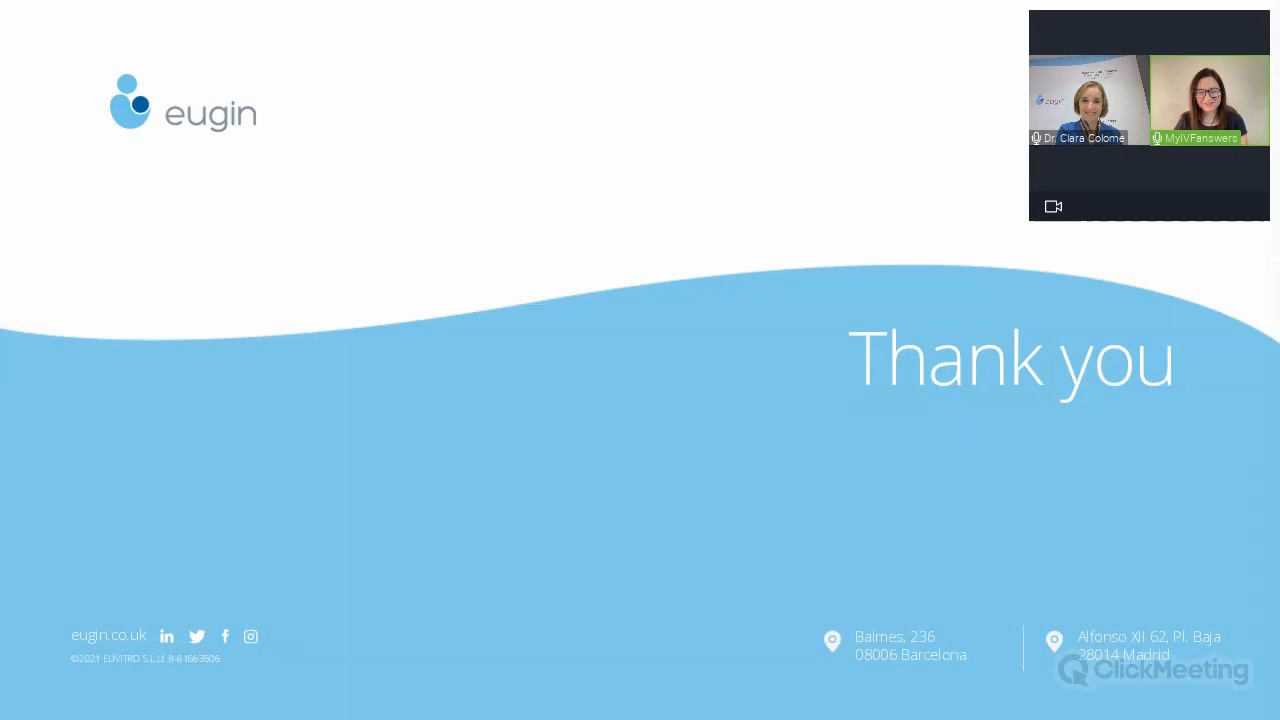 eugin
eugin
Dr. Clara Colome
MyIVFanswers
Thank you
eugin.co.uk
©2021 EUVITRO S.L.U. B-61663506
Balmes, 236
08006 Barcelona
Alfonso XII 62, Pl. Baja
28014 Madrid
ClickMeeting